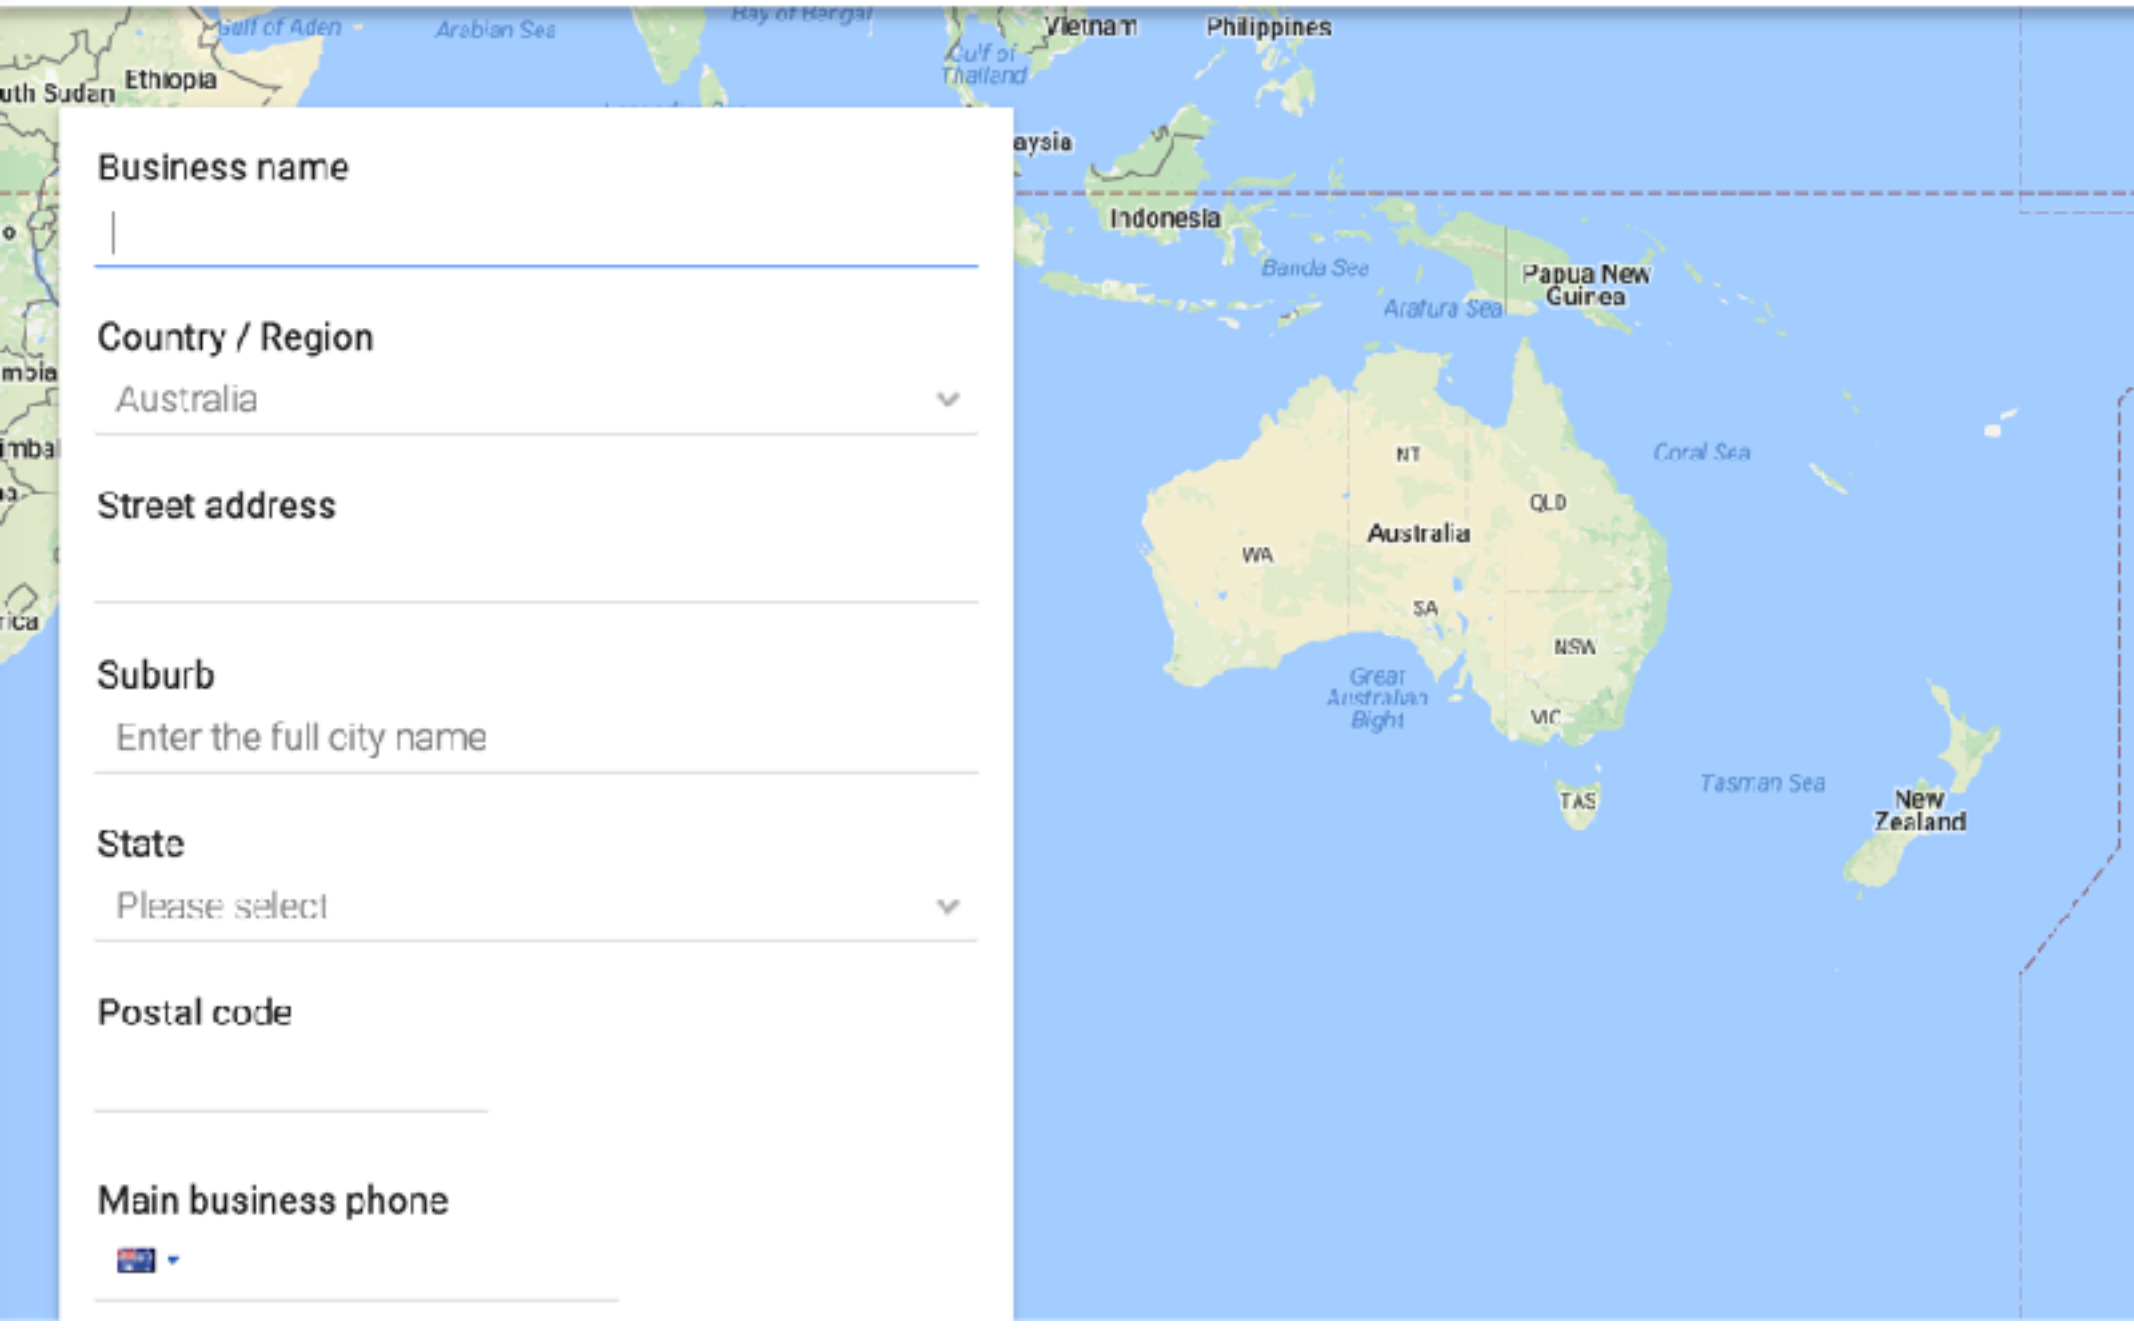 Gulf of Aden
Arabian Sea
Bay of Bengal
Vietnam
Philippines
Gulf of
Thailand
Ethiopia
uth Sudan
aysia
Indonesia
Banda Sea
Papua New
Guinea
Arafura Sea
o
mbia
imbal
rica
Business name
Country / Region
Australia
Street address
Suburb
Enter the full city name
State
Please select
Postal code
Main business phone
NT
QLD
Coral Sea
Australia
WA
SA
NSW
Great
Australian
Bight
VIC
Tasman Sea
TAS
New
Zealand